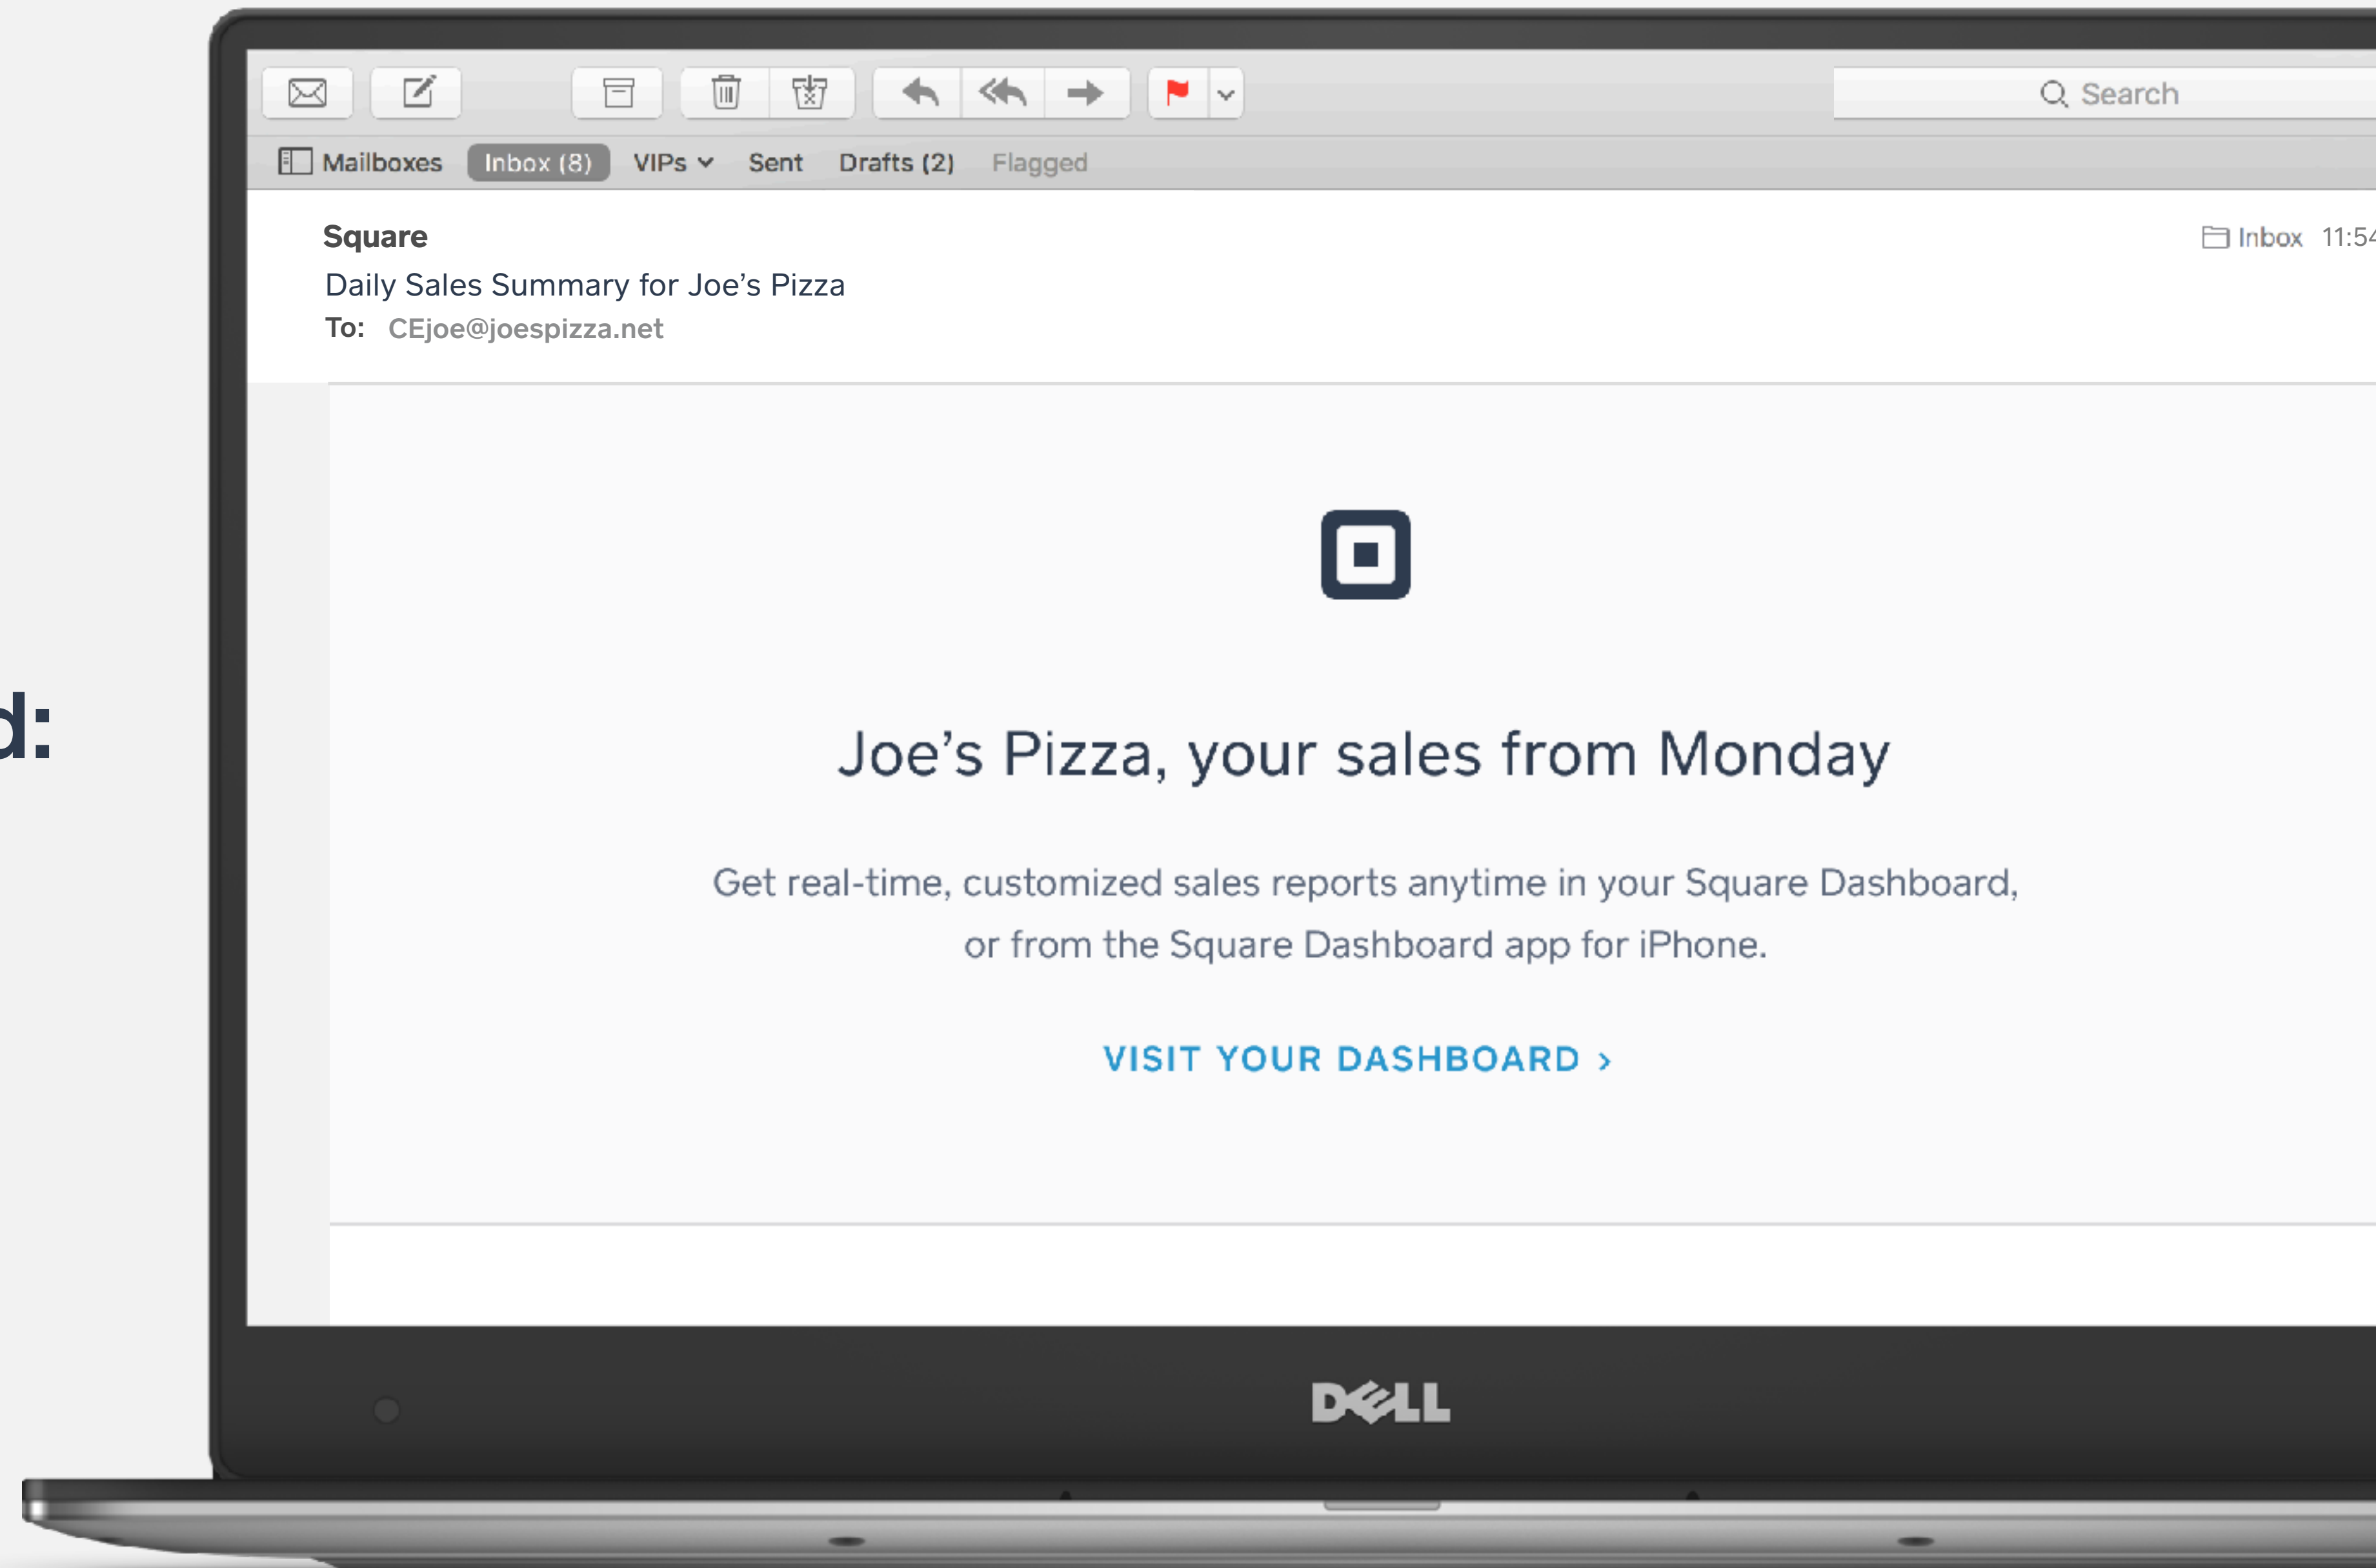 Search
Mailboxes Inbox (8) VIPs Sent Drafts (2) Flagged
Square Inbox 11:54
Daily Sales Summary for Joe’s Pizza
To: CEjoe@joespizza.net
d:
Joe’s Pizza, your sales from Monday
Get real-time, customized sales reports anytime in your Square Dashboard,
or from the Square Dashboard app for iPhone.
VISIT YOUR DASHBOARD >
DELL